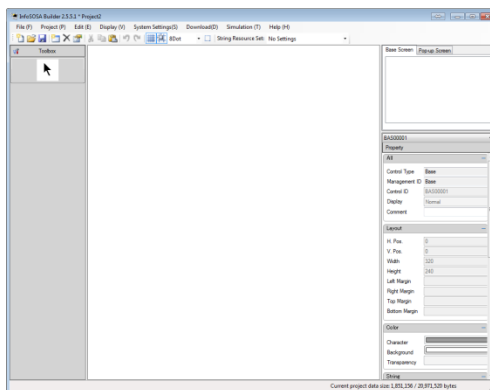 InfoSOSA Builder 2.5.5.1 * Project2
File (F) Project (P) Edit (E) Display (V) System Settings(S) Download(D) Simulation (T) Help (H)
8Dot String Resource Set: No Settings
Toolbox
Base Screen Pop-up Screen
BAS00001
Property
All
Control Type Base
Management ID Base
Control ID BAS00001
Display Normal
Comment
Layout
H. Pos. 0
V. Pos. 0
Width 320
Height 240
Left Margin
Right Margin
Top Margin
Bottom Margin
Color
Character
Background
Transparency
String
Current project data size: 1,651,156 / 20,971,520 bytes